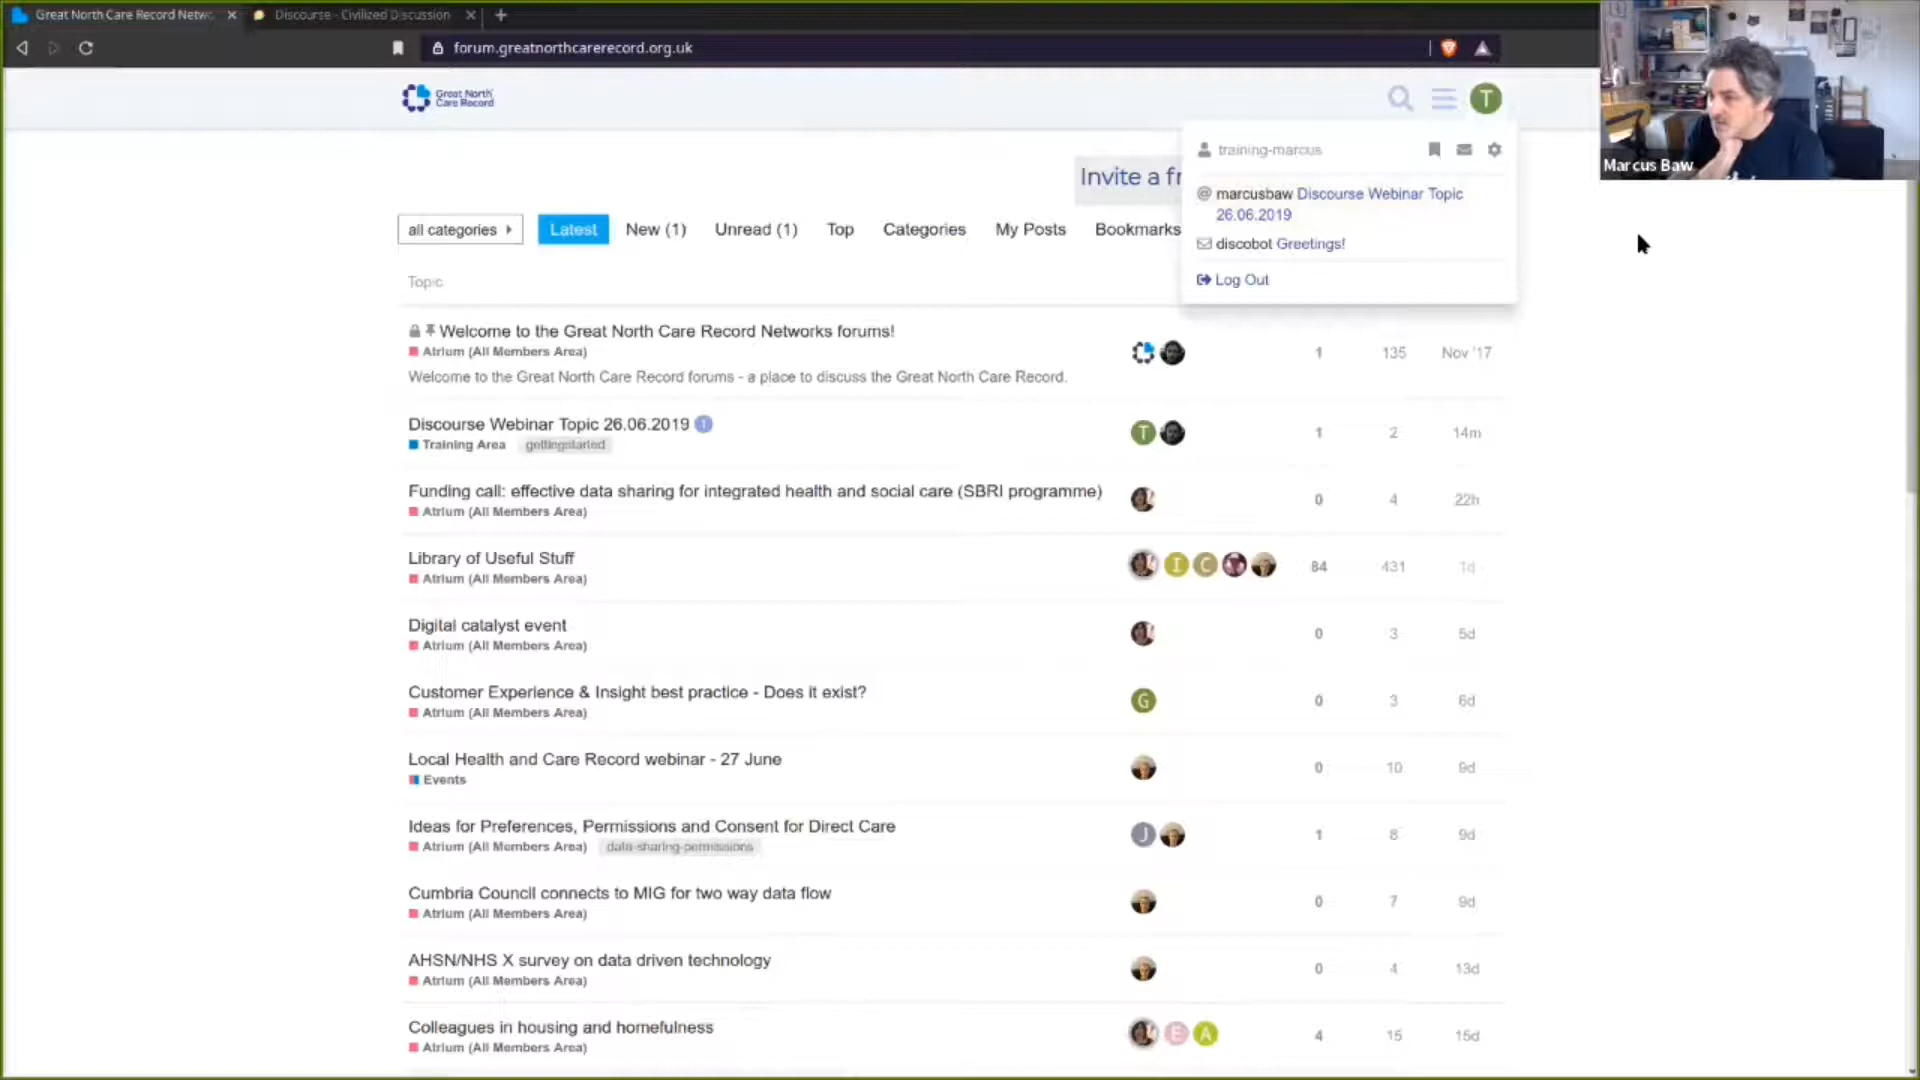 Great North Care Record Netwo
Discourse - Civilized Discussion
forum.greatnorthcarerecord.org.uk
Great North
Care Record
T
training-marcus
Marcus Baw
Invite a fr
@ marcusbaw Discourse Webinar Topic
26.06.2019
discobot Greetings!
Log Out
all categories
Latest
New (1)
Unread (1)
Top
Categories
My Posts
Bookmarks
Topic
Welcome to the Great North Care Record Networks forums!
Atrium (All Members Area)
1
135
Nov '17
Welcome to the Great North Care Record forums - a place to discuss the Great North Care Record.
Discourse Webinar Topic 26.06.2019 1
Training Area
gettingstarted
T
1
2
14m
Funding call: effective data sharing for integrated health and social care (SBRI programme)
Atrium (All Members Area)
0
4
22h
Library of Useful Stuff
Atrium (All Members Area)
I
C
84
431
1d
Digital catalyst event
Atrium (All Members Area)
0
3
5d
Customer Experience & Insight best practice - Does it exist?
Atrium (All Members Area)
G
0
3
6d
Local Health and Care Record webinar - 27 June
Events
0
10
9d
Ideas for Preferences, Permissions and Consent for Direct Care
Atrium (All Members Area)
data-sharing-permissions
J
1
8
9d
Cumbria Council connects to MIG for two way data flow
Atrium (All Members Area)
0
7
9d
AHSN/NHS X survey on data driven technology
Atrium (All Members Area)
0
4
13d
Colleagues in housing and homefulness
Atrium (All Members Area)
E
A
4
15
15d